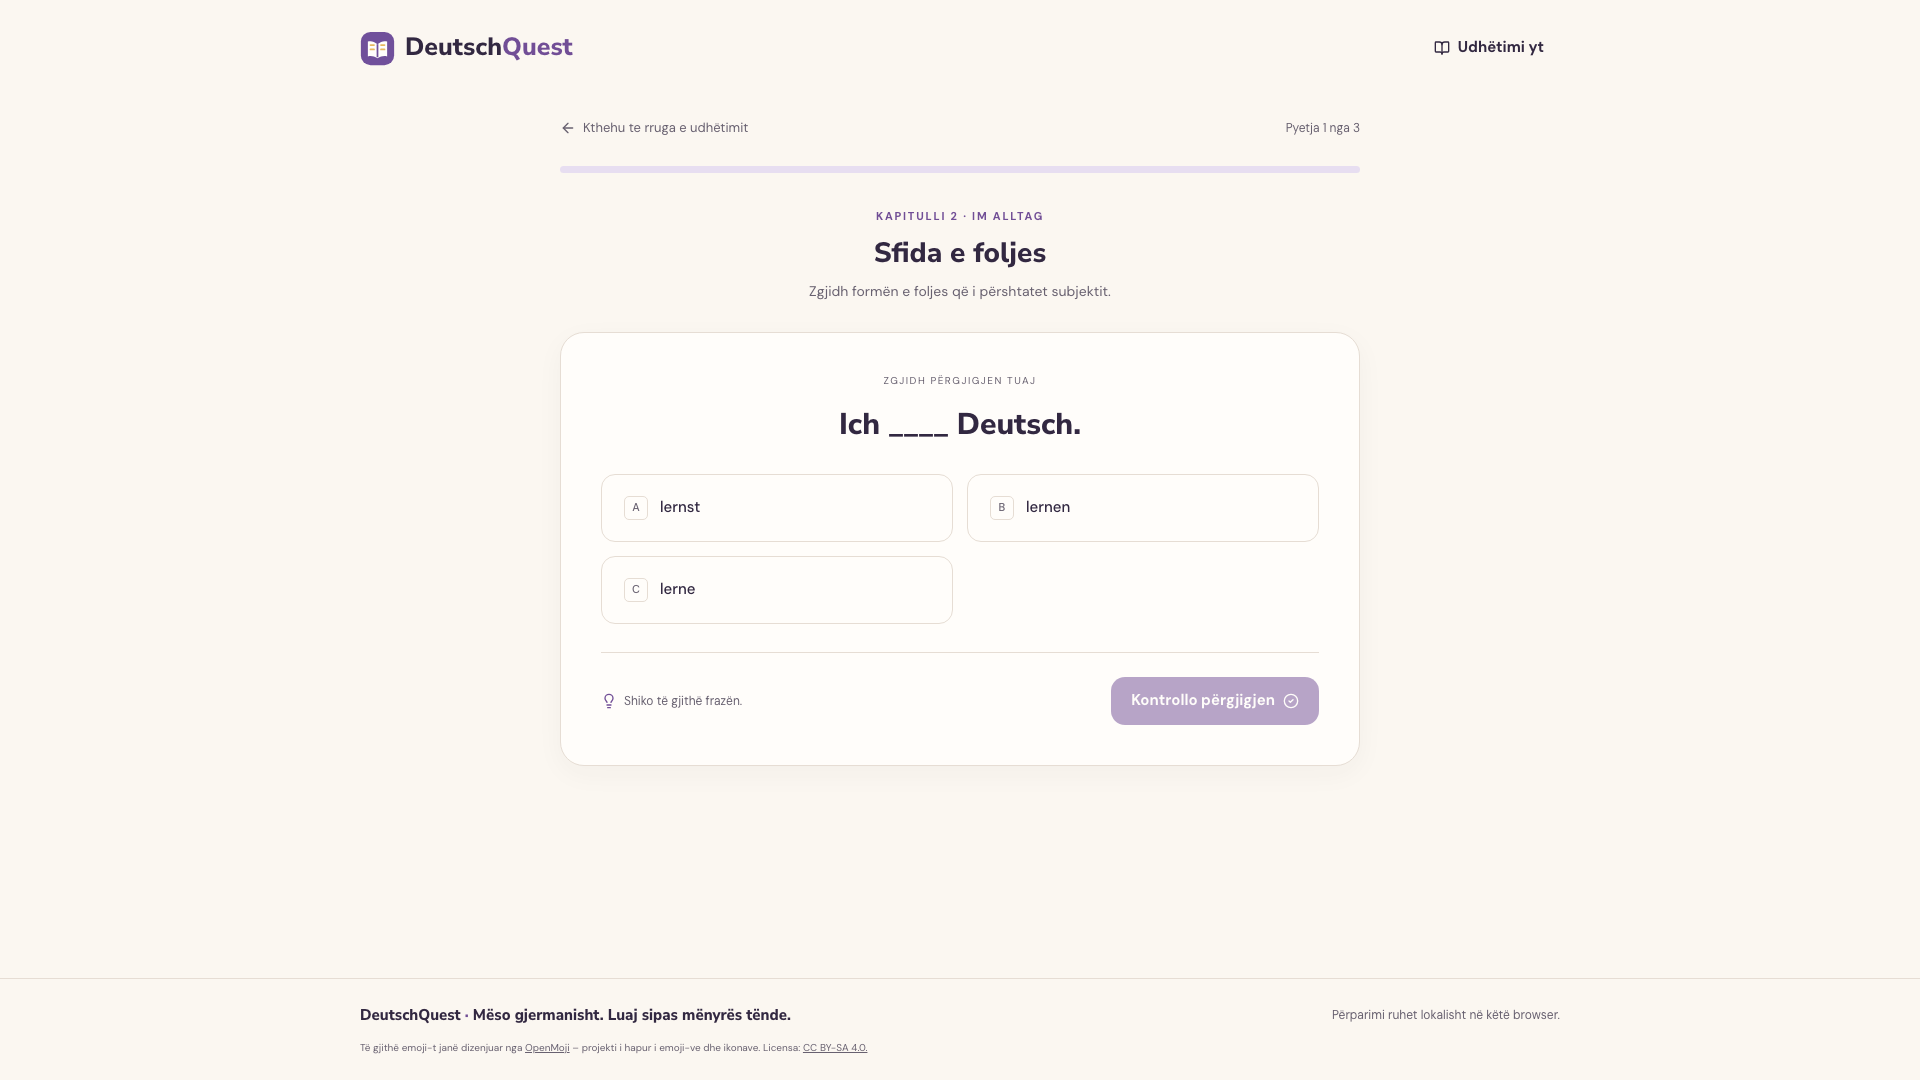 DeutschQuest
Udhëtimi yt
Kthehu te rruga e udhëtimit
Pyetja 1 nga 3
KAPITULLI 2 · IM ALLTAG
Sfida e foljes
Zgjidh formën e foljes që i përshtatet subjektit.
ZGJIDH PËRGJIGJEN TUAJ
Ich ____ Deutsch.
A lernst
B lernen
C lerne
Shiko të gjithë frazën.
Kontrollo përgjigjen
DeutschQuest · Mëso gjermanisht. Luaj sipas mënyrës tënde.
Përparimi ruhet lokalisht në këtë browser.
Të gjithë emoji-t janë dizenjuar nga OpenMoji – projekti i hapur i emoji-ve dhe ikonave. Licensa: CC BY-SA 4.0.